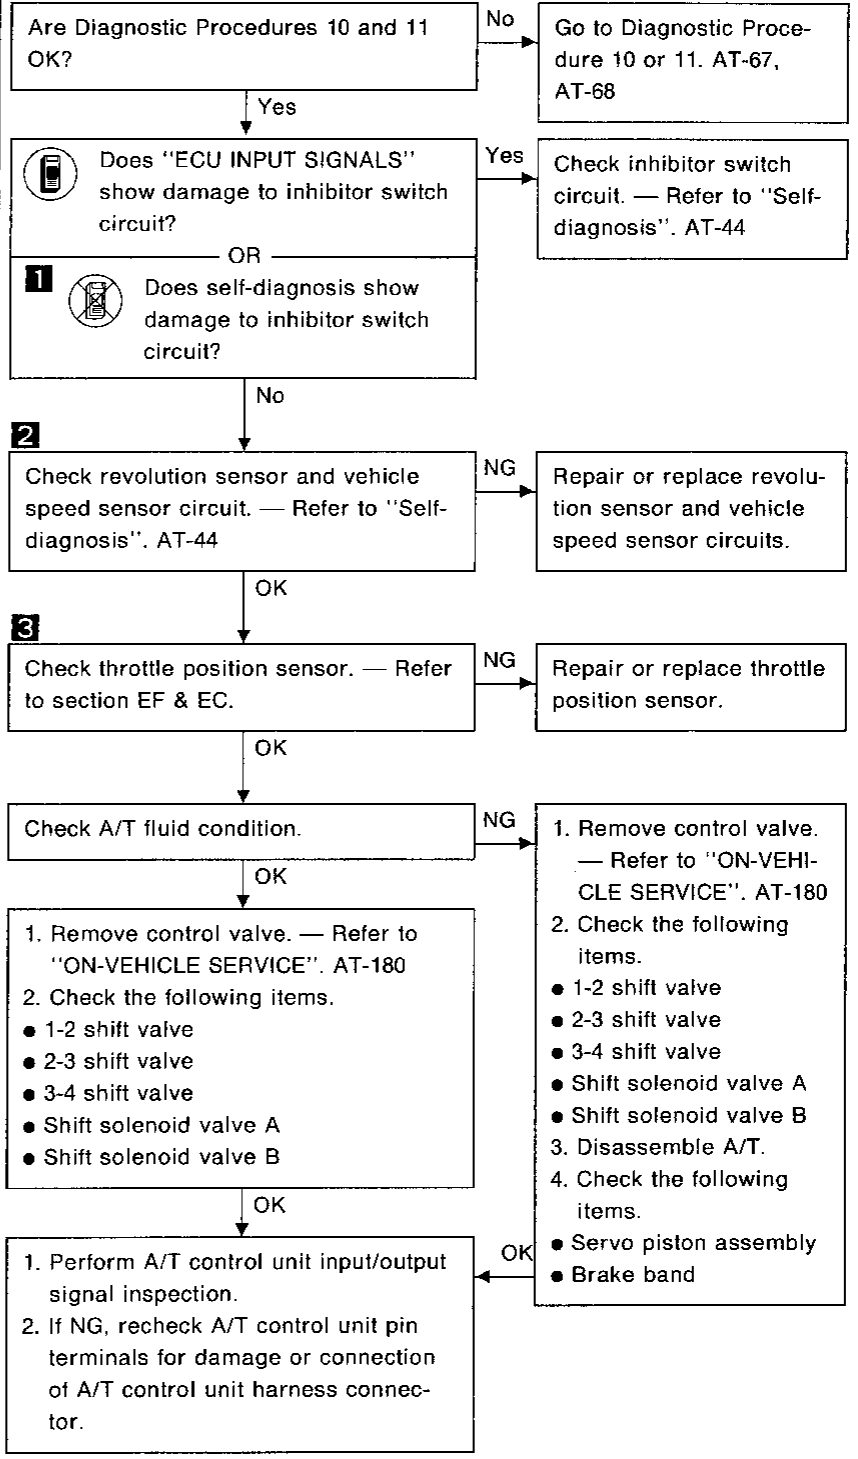 Are Diagnostic Procedures 10 and 11
OK?
No
Go to Diagnostic Proce-
dure 10 or 11. AT-67,
AT-68
Yes
Does "ECU INPUT SIGNALS"
show damage to inhibitor switch
circuit?
Yes
Check inhibitor switch
circuit. — Refer to "Self-
diagnosis". AT-44
OR
1
Does self-diagnosis show
damage to inhibitor switch
circuit?
No
2
Check revolution sensor and vehicle
speed sensor circuit. — Refer to "Self-
diagnosis". AT-44
NG
Repair or replace revolu-
tion sensor and vehicle
speed sensor circuits.
OK
3
Check throttle position sensor. — Refer
to section EF & EC.
NG
Repair or replace throttle
position sensor.
OK
Check A/T fluid condition.
NG
1. Remove control valve.
— Refer to "ON-VEHI-
CLE SERVICE". AT-180
2. Check the following
items.
● 1-2 shift valve
● 2-3 shift valve
● 3-4 shift valve
● Shift solenoid valve A
● Shift solenoid valve B
3. Disassemble A/T.
4. Check the following
items.
● Servo piston assembly
● Brake band
OK
1. Remove control valve. — Refer to
"ON-VEHICLE SERVICE". AT-180
2. Check the following items.
● 1-2 shift valve
● 2-3 shift valve
● 3-4 shift valve
● Shift solenoid valve A
● Shift solenoid valve B
OK
OK
1. Perform A/T control unit input/output
signal inspection.
2. If NG, recheck A/T control unit pin
terminals for damage or connection
of A/T control unit harness connec-
tor.